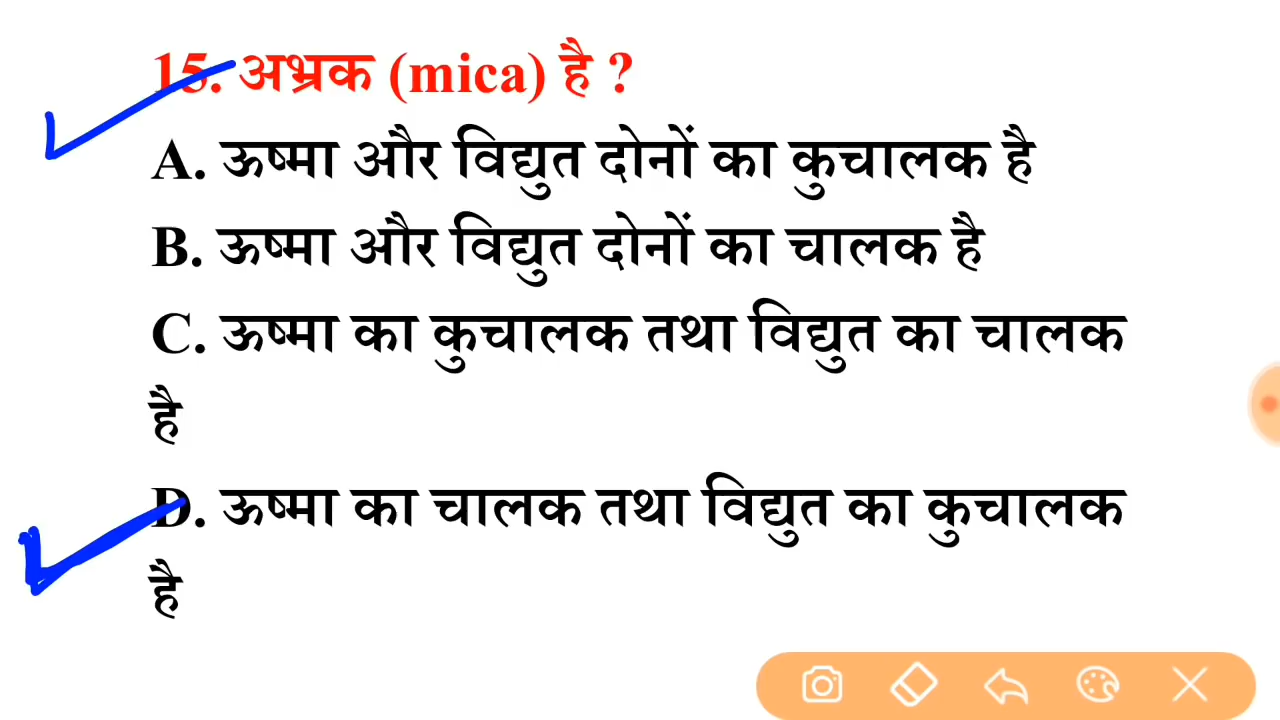 15. अभ्रक (mica) है ?
A. ऊष्मा और विद्युत दोनों का कुचालक है
B. ऊष्मा और विद्युत दोनों का चालक है
C. ऊष्मा का कुचालक तथा विद्युत का चालक
है
D. ऊष्मा का चालक तथा विद्युत का कुचालक
है